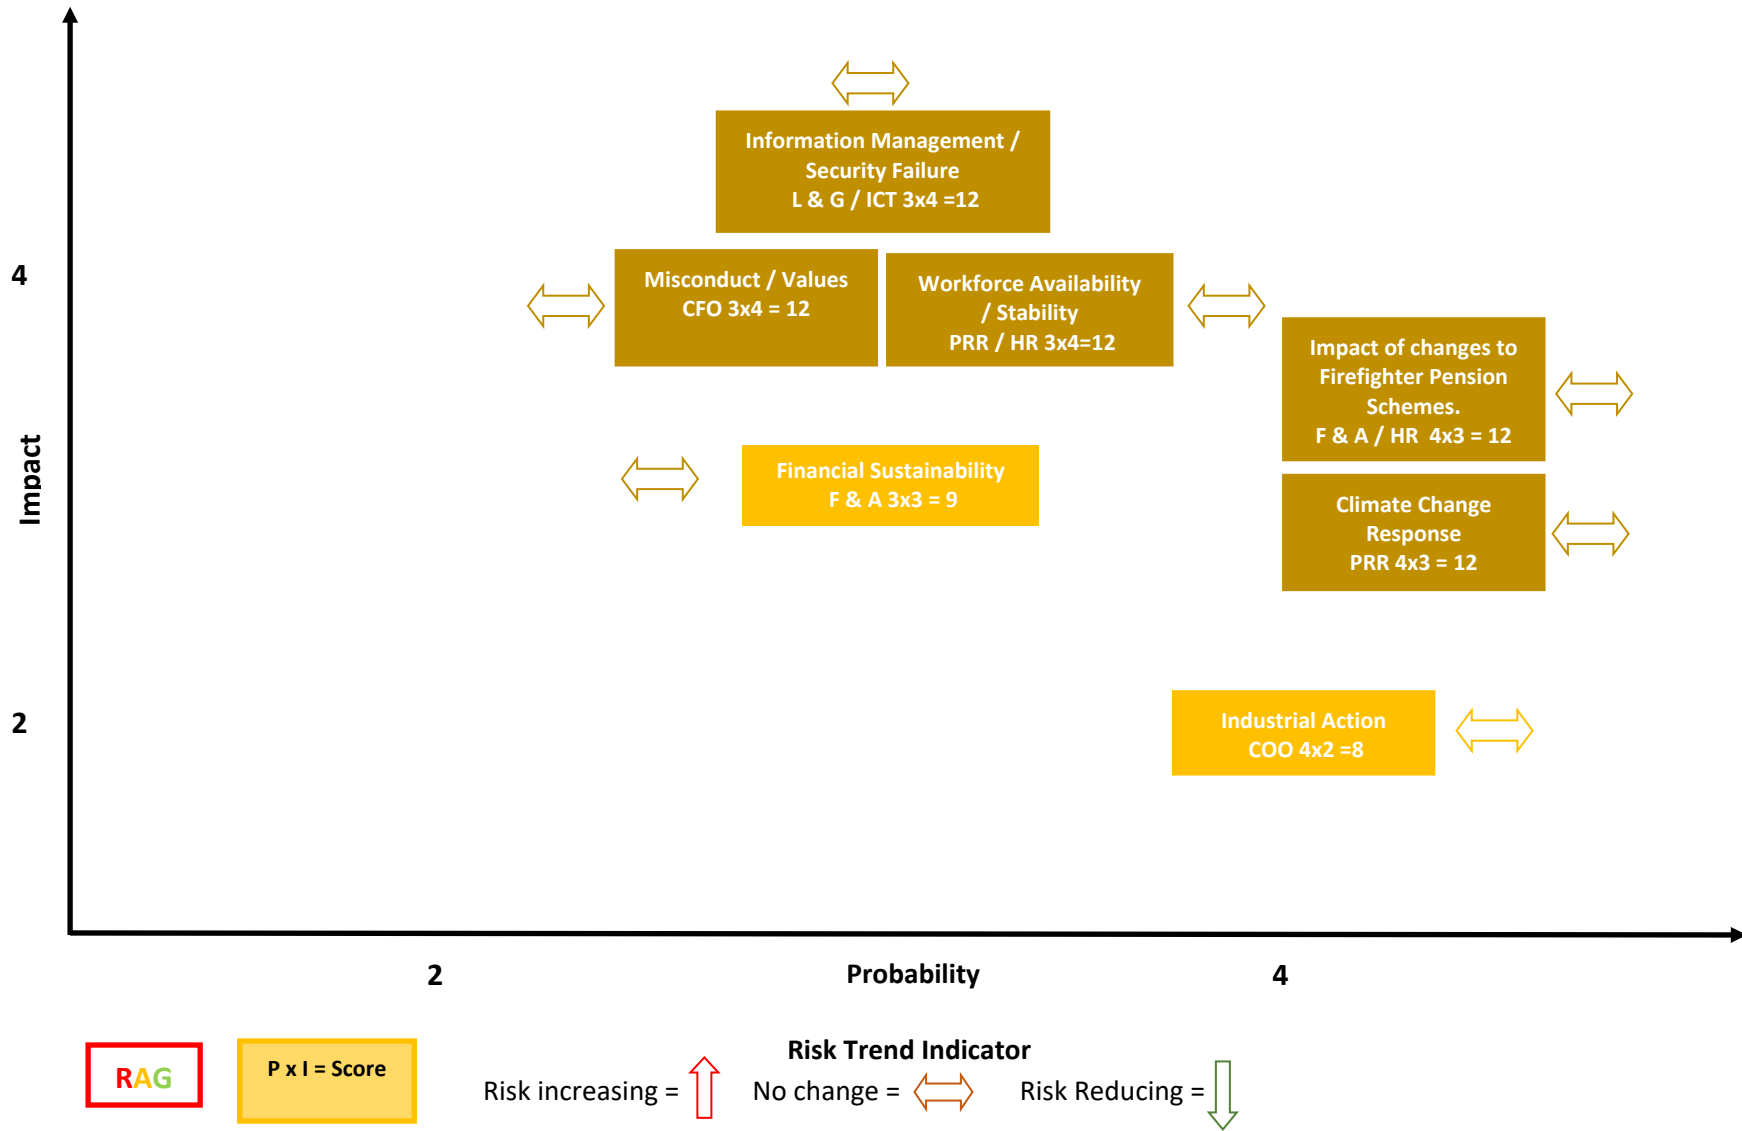 Information Management /
Security Failure
L & G / ICT 3x4 =12
4
Misconduct / Values
CFO 3x4 = 12
Workforce Availability
/ Stability
PRR / HR 3x4=12
Impact of changes to
Firefighter Pension
Schemes.
F & A / HR  4x3 = 12
Impact
Financial Sustainability
F & A 3x3 = 9
Climate Change
Response
PRR 4x3 = 12
2
Industrial Action
COO 4x2 =8
2
Probability
4
RAG
P x I = Score
Risk Trend Indicator
Risk increasing =
No change =
Risk Reducing =